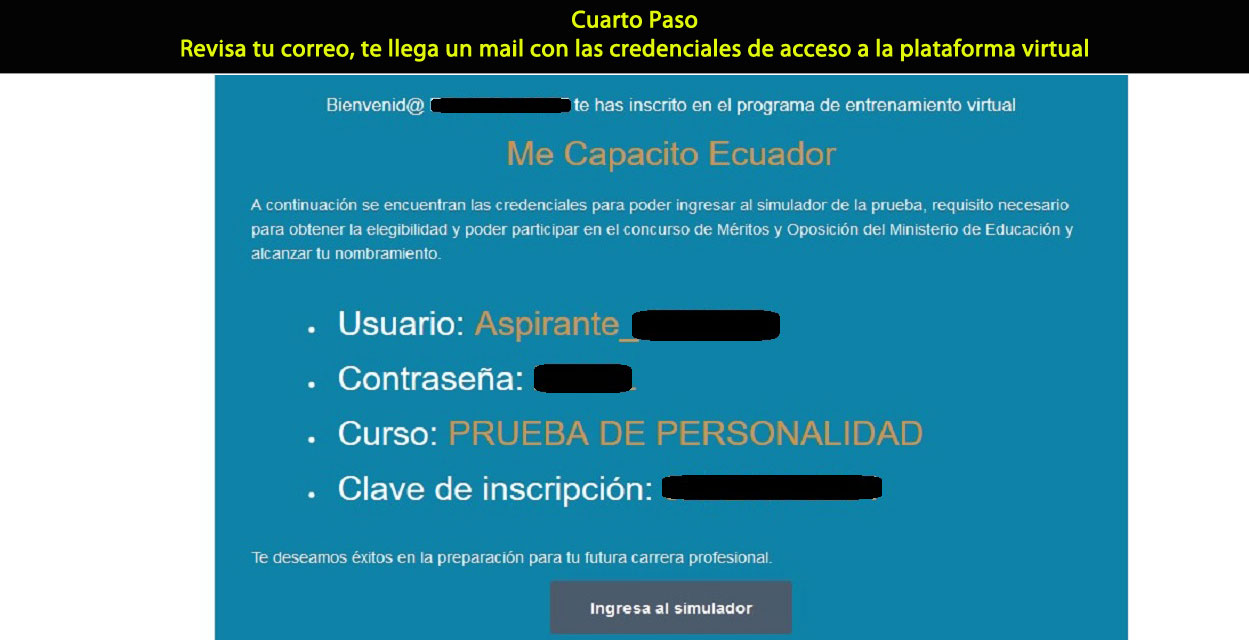 Cuarto Paso
Revisa tu correo, te llega un mail con las credenciales de acceso a la plataforma virtual
Bienvenid@ te has inscrito en el programa de entrenamiento virtual
Me Capacito Ecuador
A continuación se encuentran las credenciales para poder ingresar al simulador de la prueba, requisito necesario
para obtener la elegibilidad y poder participar en el concurso de Méritos y Oposición del Ministerio de Educación y
alcanzar tu nombramiento.
• Usuario: Aspirante_
• Contraseña:
• Curso: PRUEBA DE PERSONALIDAD
• Clave de inscripción:
Te deseamos éxitos en la preparación para tu futura carrera profesional.
Ingresa al simulador